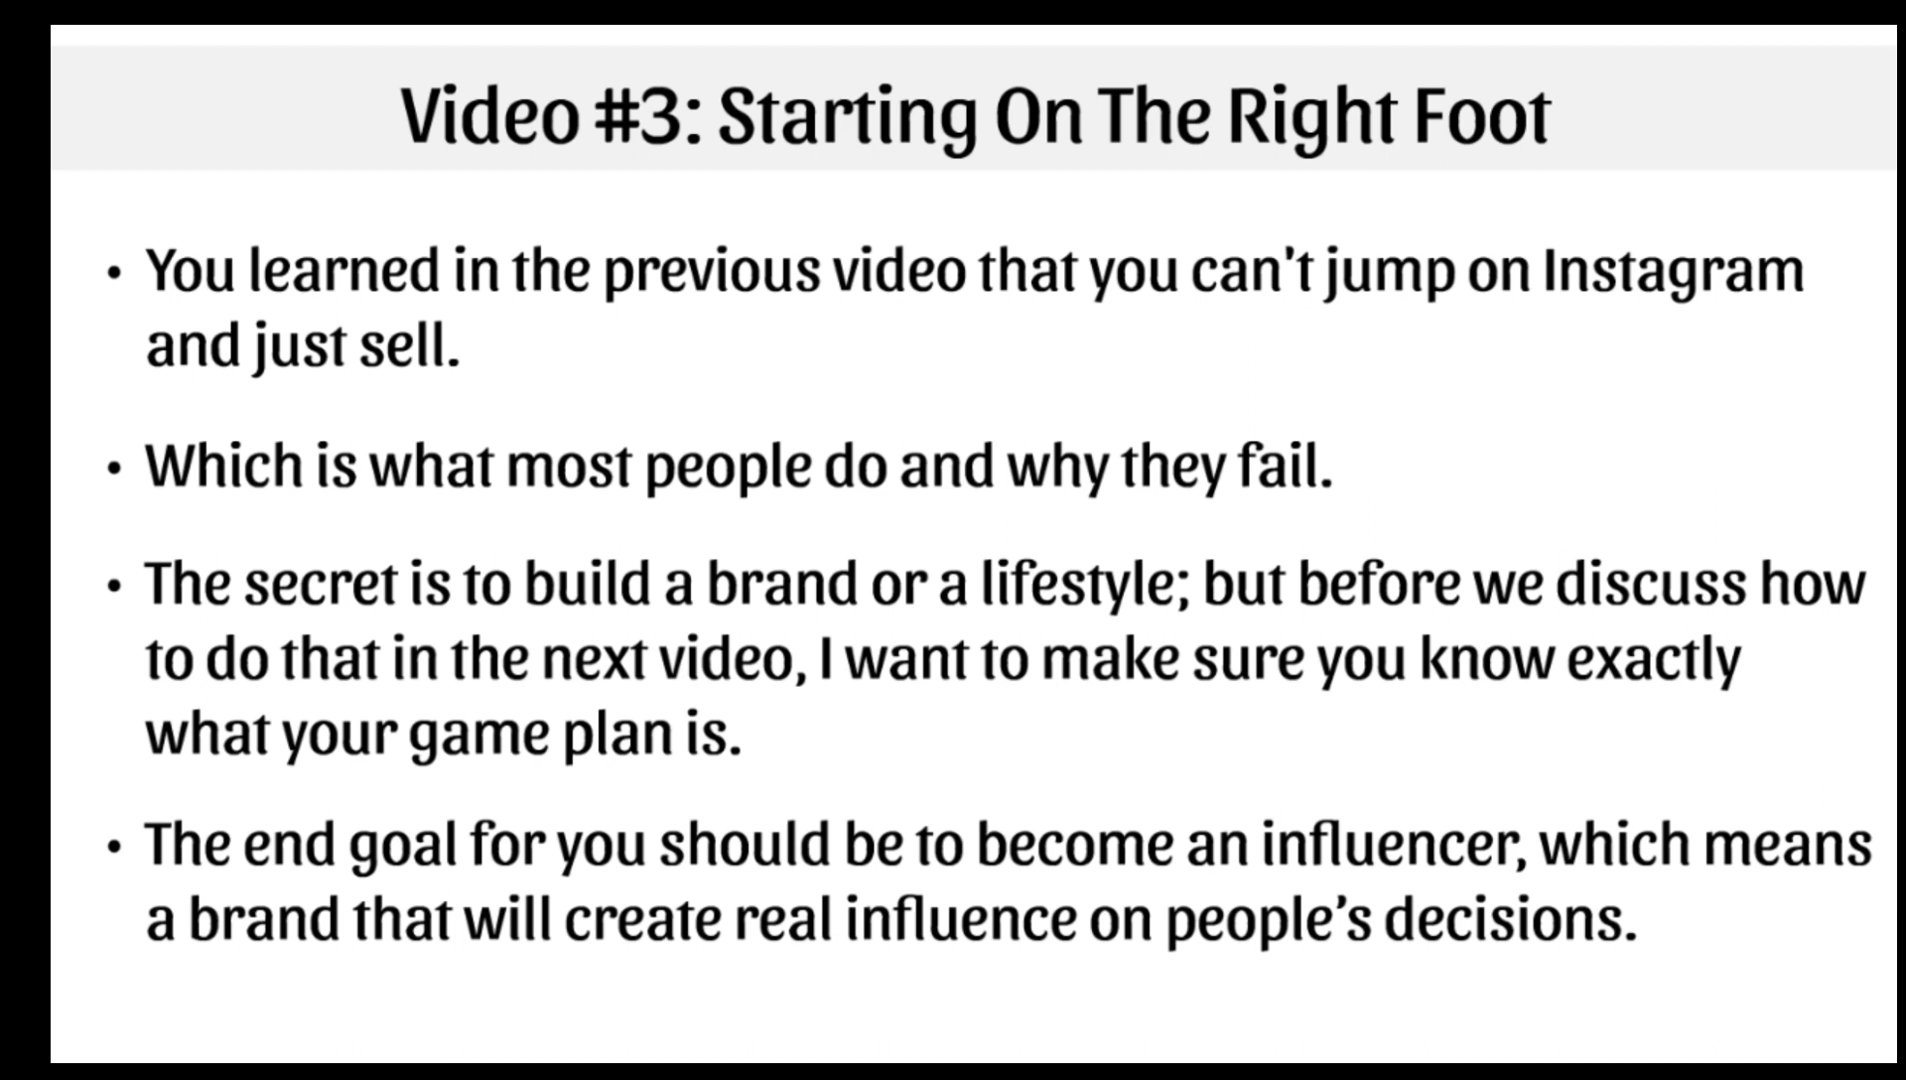 Video #3: Starting On The Right Foot
• You learned in the previous video that you can't jump on Instagram
and just sell.
• Which is what most people do and why they fail.
• The secret is to build a brand or a lifestyle; but before we discuss how
to do that in the next video, I want to make sure you know exactly
what your game plan is.
• The end goal for you should be to become an influencer, which means
a brand that will create real influence on people’s decisions.